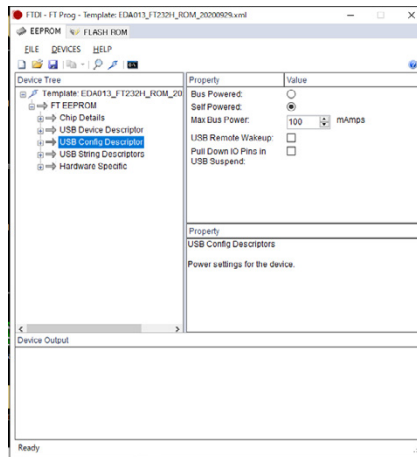 FTDI - FT Prog - Template: EDA013_FT232H_ROM_20200929.xml
EEPROM FLASH ROM
FILE DEVICES HELP
Device Tree
Template: EDA013_FT232H_ROM_20
FT EEPROM
Chip Details
USB Device Descriptor
USB Config Descriptor
USB String Descriptors
Hardware Specific
Property Value
Bus Powered:
Self Powered:
Max Bus Power: 100 mAmps
USB Remote Wakeup:
Pull Down IO Pins in
USB Suspend:
Property
USB Config Descriptors
Power settings for the device.
Device Output
Ready